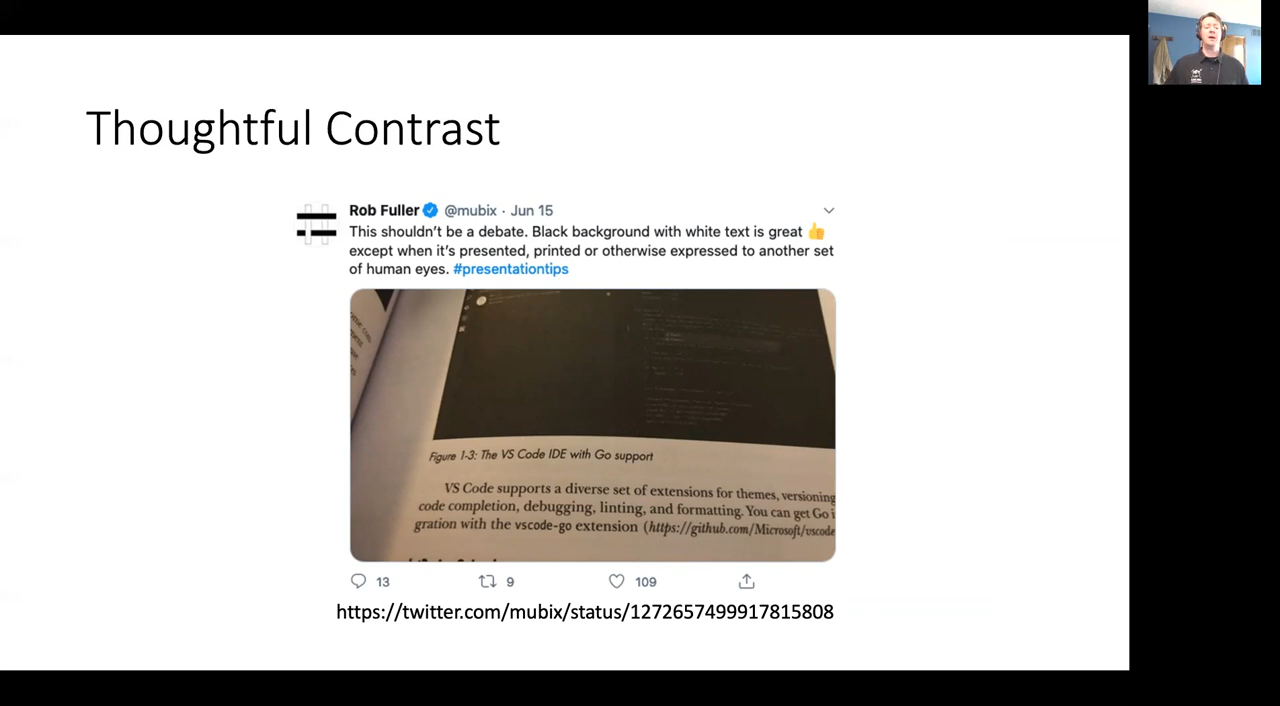 Thoughtful Contrast
Rob Fuller @mubix · Jun 15
This shouldn't be a debate. Black background with white text is great 👍
except when it's presented, printed or otherwise expressed to another set
of human eyes. #presentationtips
Figure 1-3: The VS Code IDE with Go support
VS Code supports a diverse set of extensions for themes, versioning
code completion, debugging, linting, and formatting. You can get Go i
gration with the vscode-go extension (https://github.com/Microsoft/vscode
13 9 109
https://twitter.com/mubix/status/1272657499917815808